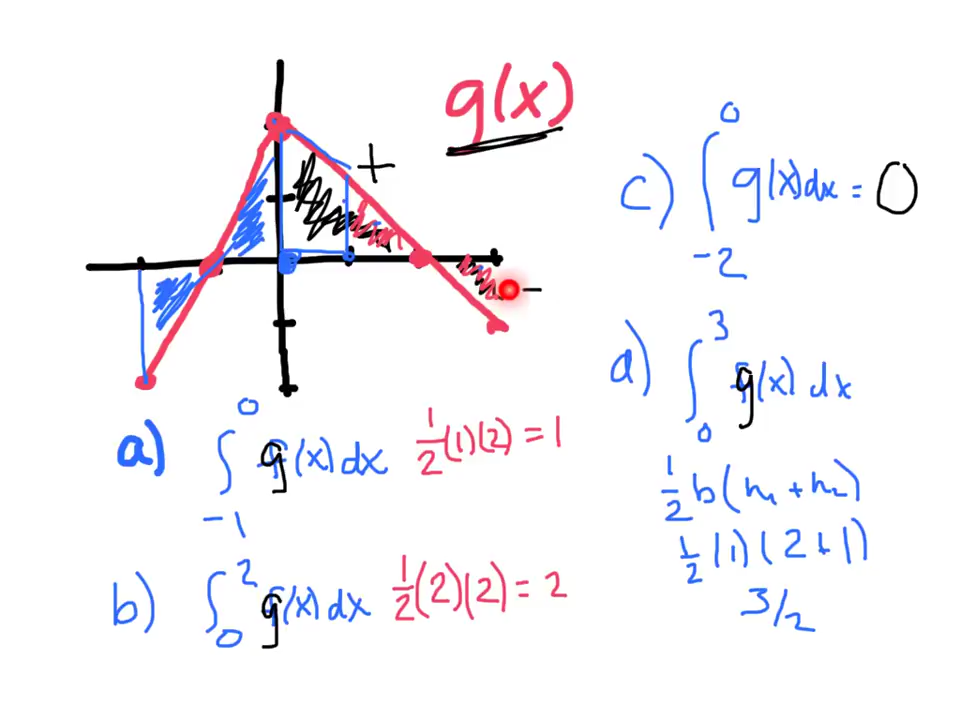 g(x)
+
-
a) ∫_{-1}^{0} g(x) dx 1/2 (1)(2) = 1
b) ∫_{0}^{2} g(x) dx 1/2 (2)(2) = 2
c) ∫_{-2}^{0} g(x) dx = 0
d) ∫_{0}^{3} g(x) dx
1/2 b (h₁ + h₂)
1/2 (1)(2+1)
3/2